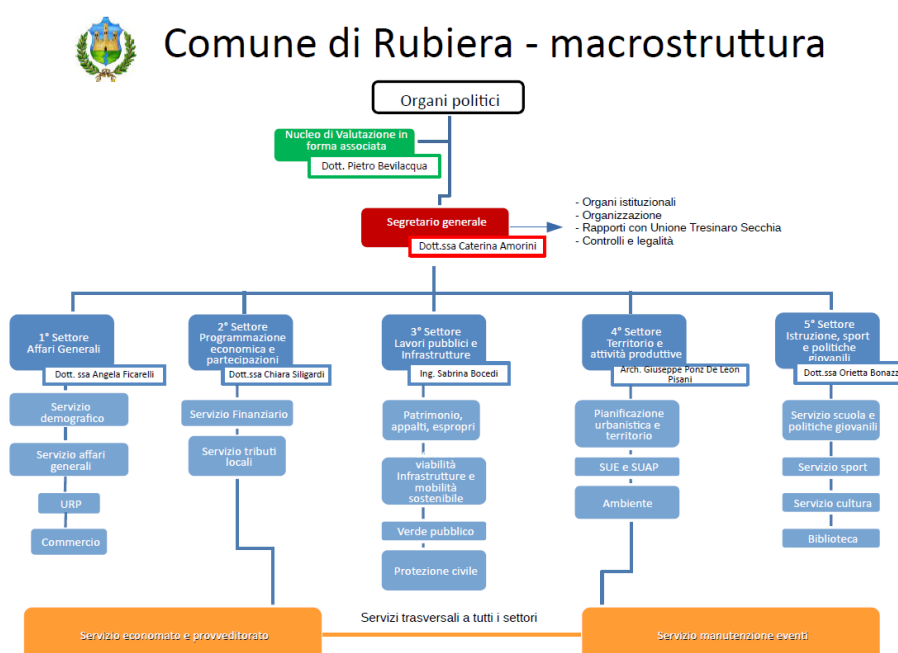 Comune di Rubiera - macrostruttura
Organi politici
Nucleo di Valutazione in
forma associata
Dott. Pietro Bevilacqua
Segretario generale
Dott.ssa Caterina Amorini
- Organi istituzionali
- Organizzazione
- Rapporti con Unione Tresinaro Secchia
- Controlli e legalità
1° Settore
Affari Generali
Dott. ssa Angela Ficarelli
Servizio
demografico
Servizio affari
generali
URP
Commercio
2° Settore
Programmazione
economica e
partecipazioni
Dott.ssa Chiara Siligardi
Servizio Finanziario
Servizio tributi
locali
3° Settore
Lavori pubblici e
Infrastrutture
Ing. Sabrina Bocedi
Patrimonio,
appalti, espropri
viabilità
Infrastrutture e
mobilità
sostenibile
Verde pubblico
Protezione civile
4° Settore
Territorio e
attività produttive
Arch. Giuseppe Ponz De Leon
Pisani
Pianificazione
urbanistica e
territorio
SUE e SUAP
Ambiente
5° Settore
Istruzione, sport
e politiche
giovanili
Dott.ssa Orietta Bonazz
Servizio scuola e
politiche giovanili
Servizio sport
Servizio cultura
Biblioteca
Servizi trasversali a tutti i settori
Servizio economato e provveditorato
Servizio manutenzione eventi